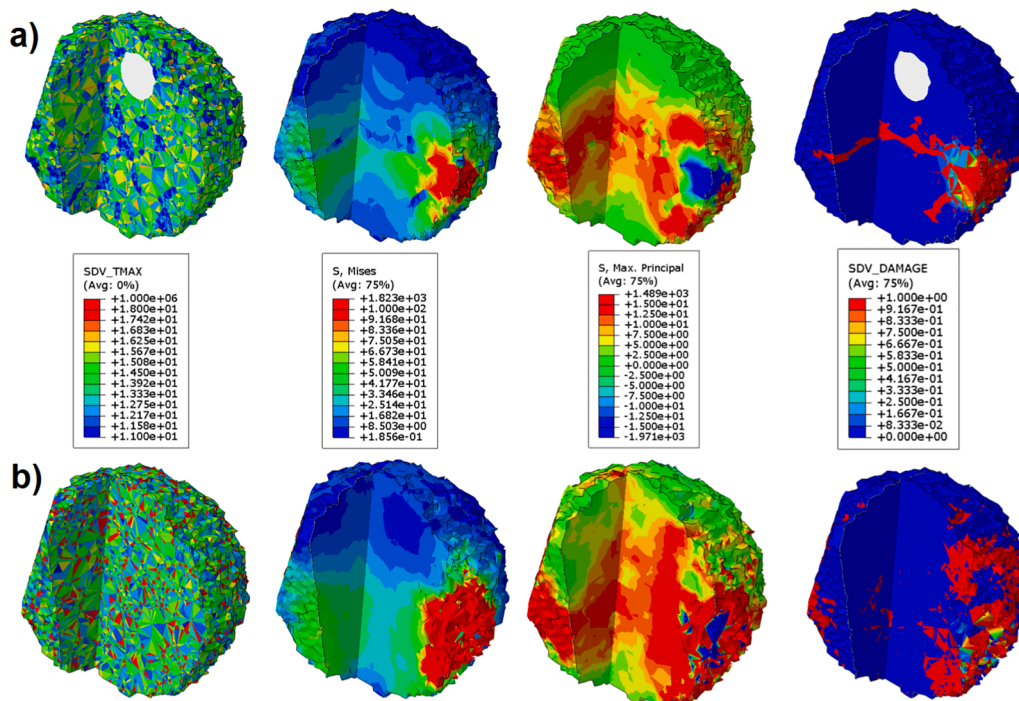 a)
SDV_TMAX
(Avg: 0%)
+1.000e+06
+1.800e+01
+1.742e+01
+1.683e+01
+1.625e+01
+1.567e+01
+1.508e+01
+1.450e+01
+1.392e+01
+1.333e+01
+1.275e+01
+1.217e+01
+1.158e+01
+1.100e+01
S, Mises
(Avg: 75%)
+1.823e+03
+1.000e+02
+9.168e+01
+8.336e+01
+7.505e+01
+6.673e+01
+5.841e+01
+5.009e+01
+4.177e+01
+3.346e+01
+2.514e+01
+1.682e+01
+8.503e+00
+1.856e-01
S, Max. Principal
(Avg: 75%)
+1.489e+03
+1.500e+01
+1.250e+01
+1.000e+01
+7.500e+00
+5.000e+00
+2.500e+00
+0.000e+00
-2.500e+00
-5.000e+00
-7.500e+00
-1.000e+01
-1.250e+01
-1.500e+01
-1.971e+03
SDV_DAMAGE
(Avg: 75%)
+1.000e+00
+9.167e-01
+8.333e-01
+7.500e-01
+6.667e-01
+5.833e-01
+5.000e-01
+4.167e-01
+3.333e-01
+2.500e-01
+1.667e-01
+8.333e-02
+0.000e+00
b)